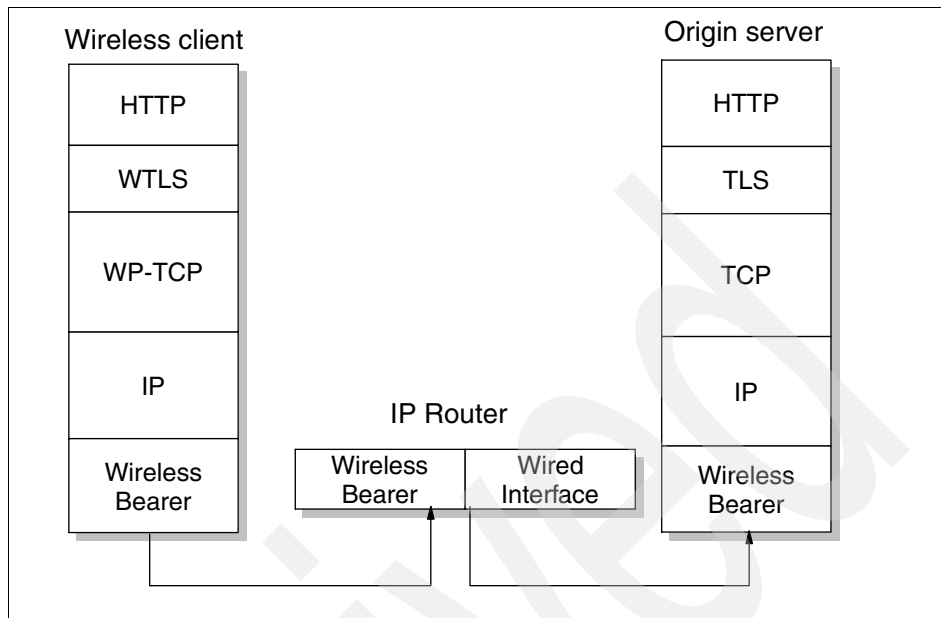 Wireless client
HTTP
WTLS
WP-TCP
IP
Wireless
Bearer
IP Router
Wireless
Bearer
Wired
Interface
Origin server
HTTP
TLS
TCP
IP
Wireless
Bearer